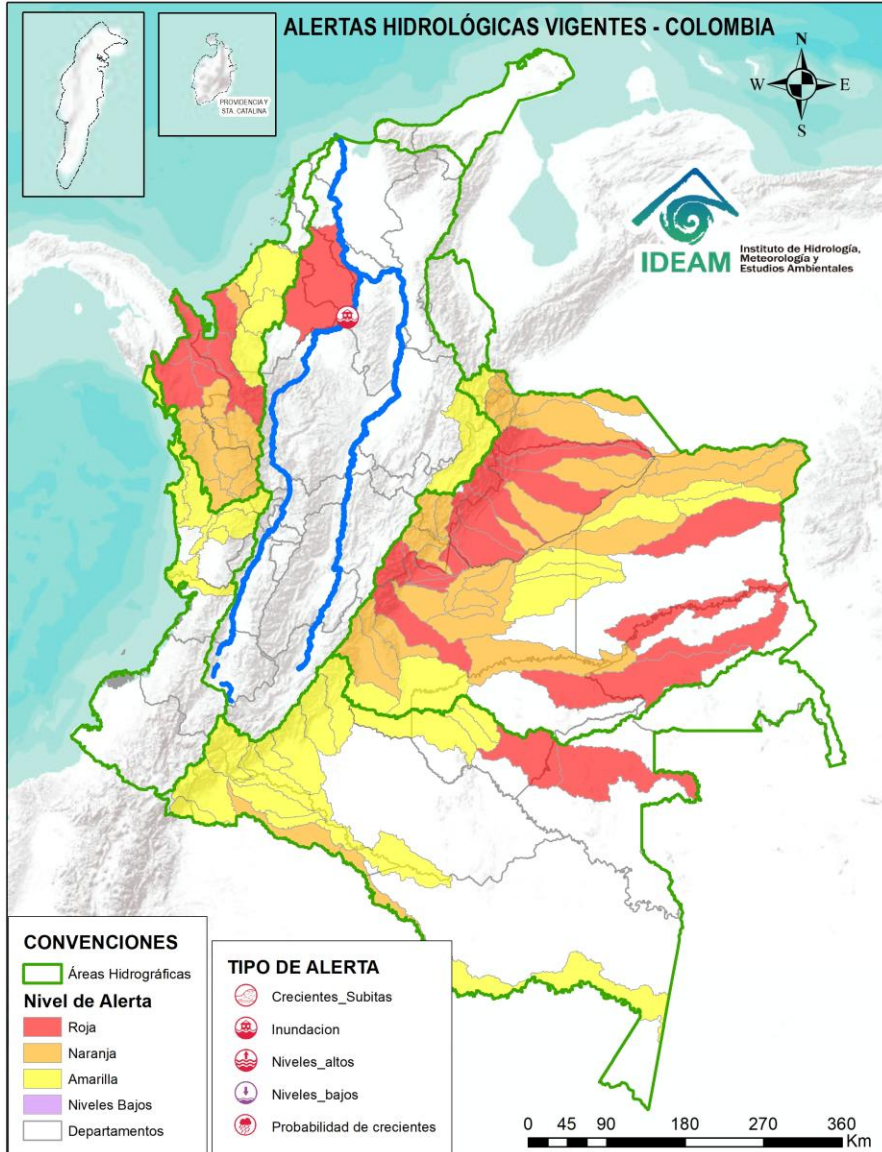 ALERTAS HIDROLÓGICAS VIGENTES - COLOMBIA
PROVIDENCIA Y
STA. CATALINA
N
W
E
S
IDEAM
Instituto de Hidrología,
Meteorología y
Estudios Ambientales
CONVENCIONES
Áreas Hidrográficas
Nivel de Alerta
Roja
Naranja
Amarilla
Niveles Bajos
Departamentos
TIPO DE ALERTA
Crecientes_Subitas
Inundacion
Niveles_altos
Niveles_bajos
Probabilidad de crecientes
0 45 90 180 270 360
Km